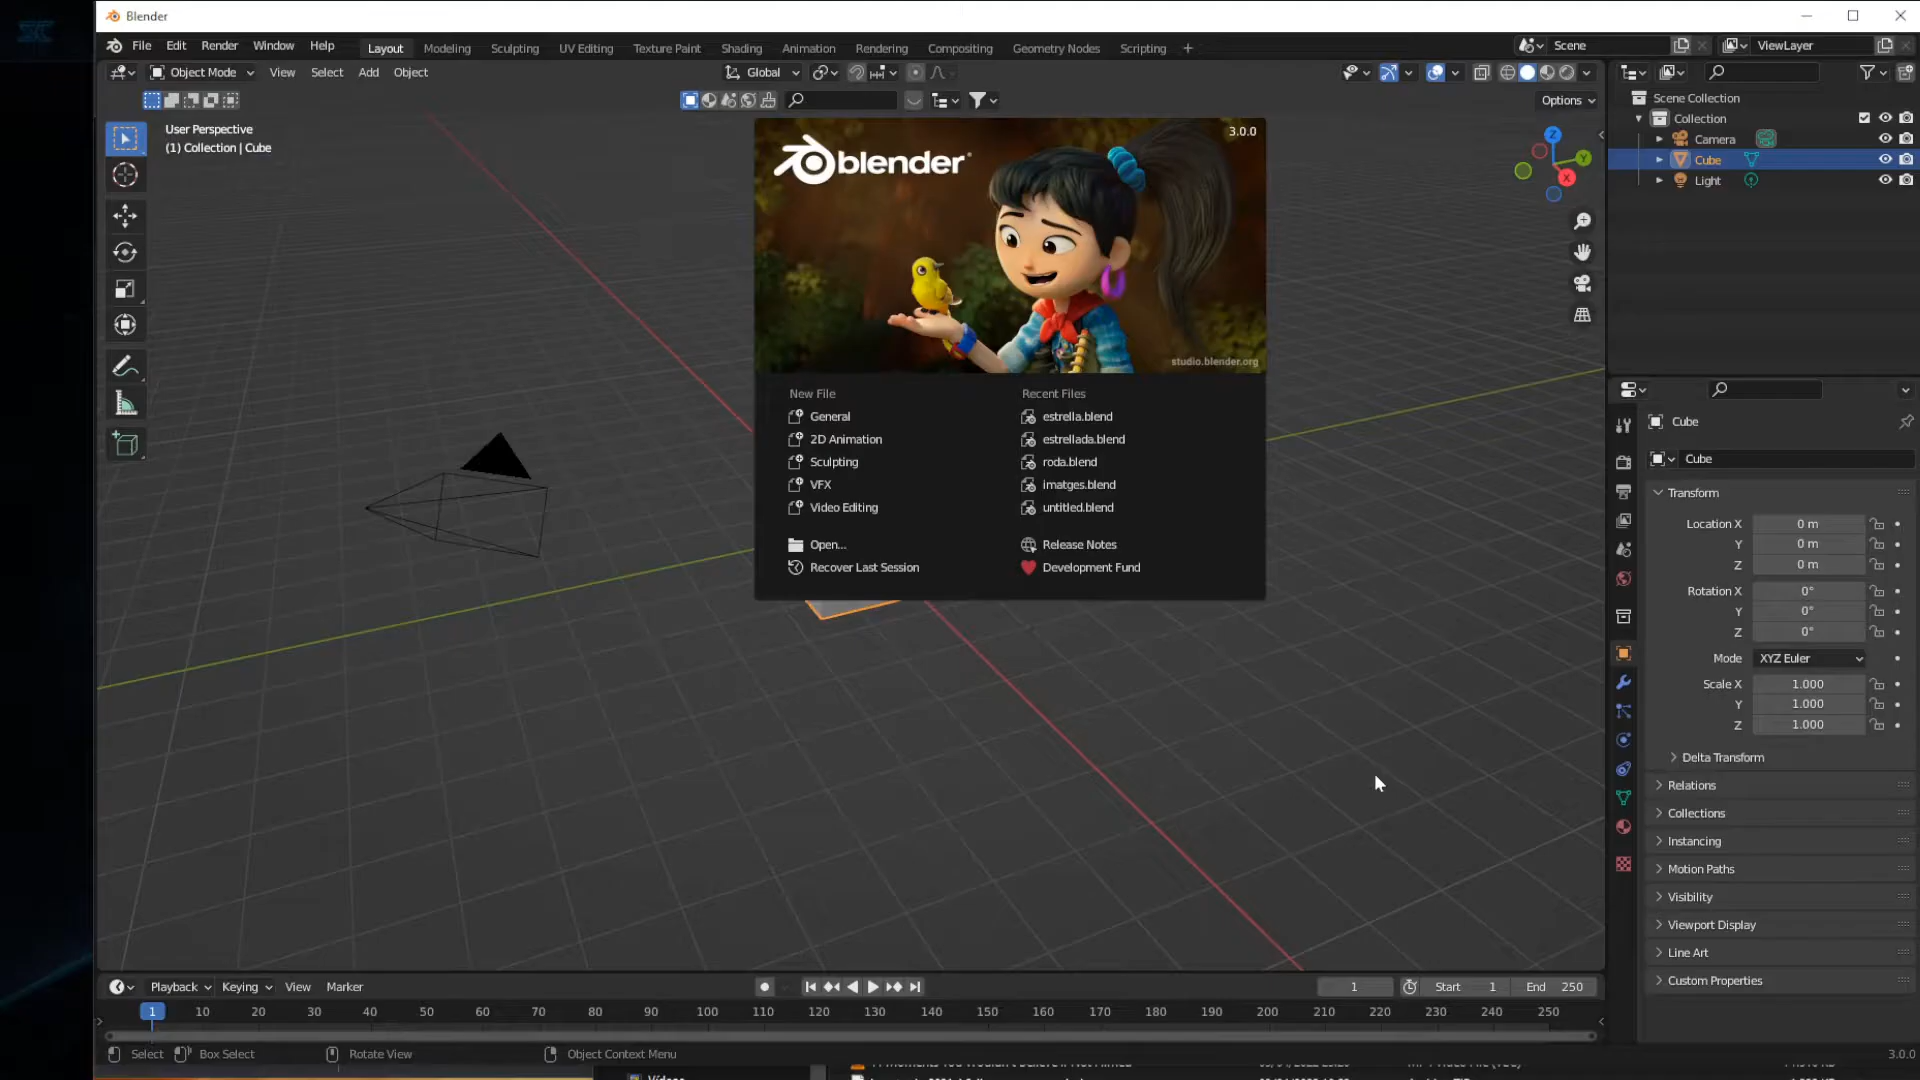 Blender
File Edit Render Window Help Layout Modeling Sculpting UV Editing Texture Paint Shading Animation Rendering Compositing Geometry Nodes Scripting + Scene ViewLayer
Object Mode View Select Add Object Global
Options
User Perspective
(1) Collection | Cube
Z
Y
X
Scene Collection
Collection
Camera
Cube
Light
blender
3.0.0
studio.blender.org
New File
General
2D Animation
Sculpting
VFX
Video Editing
Open...
Recover Last Session
Recent Files
estrella.blend
estrellada.blend
roda.blend
imatges.blend
untitled.blend
Release Notes
Development Fund
Cube
Cube
Transform
Location X 0 m
Y 0 m
Z 0 m
Rotation X 0°
Y 0°
Z 0°
Mode XYZ Euler
Scale X 1.000
Y 1.000
Z 1.000
Delta Transform
Relations
Collections
Instancing
Motion Paths
Visibility
Viewport Display
Line Art
Custom Properties
Playback Keying View Marker 1 Start 1 End 250
1 10 20 30 40 50 60 70 80 90 100 110 120 130 140 150 160 170 180 190 200 210 220 230 240 250
Select Box Select Rotate View Object Context Menu 3.0.0